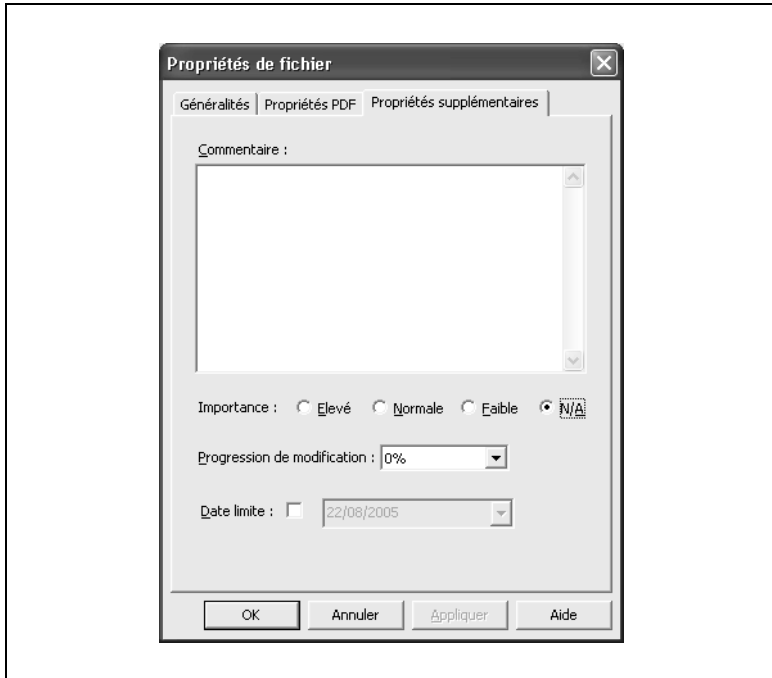 Propriétés de fichier
Généralités Propriétés PDF Propriétés supplémentaires
Commentaire :
Importance : Elevé Normale Faible N/A
Progression de modification : 0%
Date limite : 22/08/2005
OK Annuler Appliquer Aide